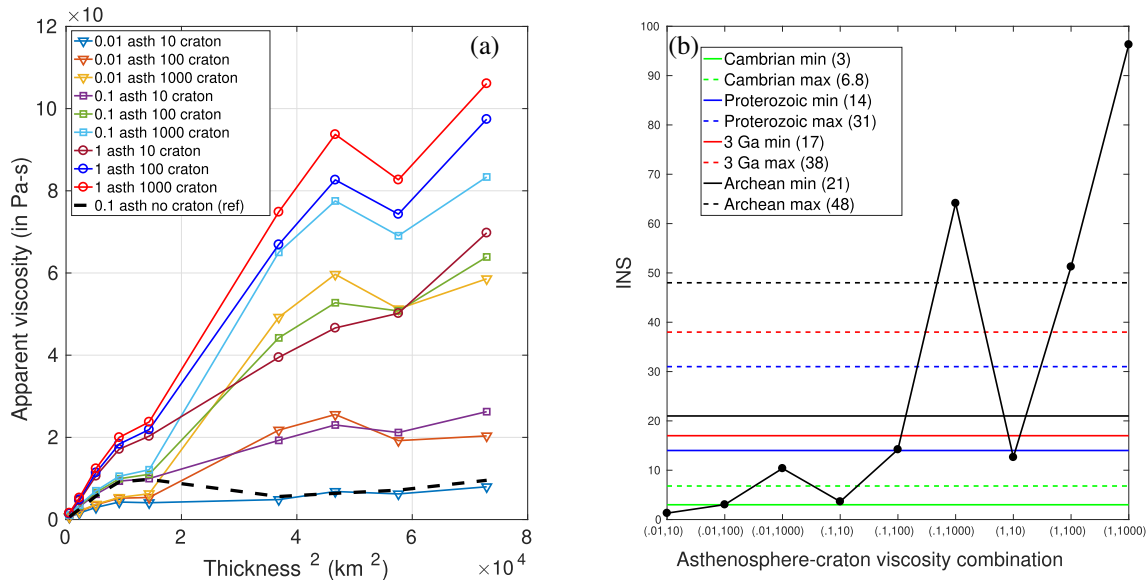 ×10
12
10
8
6
4
2
0
0
2
4
6
8
×10 4
Apparent viscosity (in Pa-s)
Thickness 2 (km 2)
(a)
0.01 asth 10 craton
0.01 asth 100 craton
0.01 asth 1000 craton
0.1 asth 10 craton
0.1 asth 100 craton
0.1 asth 1000 craton
1 asth 10 craton
1 asth 100 craton
1 asth 1000 craton
0.1 asth no craton (ref)
(b)
100
90
80
70
60
50
40
30
20
10
0
INS
Cambrian min (3)
Cambrian max (6.8)
Proterozoic min (14)
Proterozoic max (31)
3 Ga min (17)
3 Ga max (38)
Archean min (21)
Archean max (48)
(.01,10)
(.01,100)
(.01,1000)
(.1,10)
(.1,100)
(.1,1000)
(1,10)
(1,100)
(1,1000)
Asthenosphere-craton viscosity combination